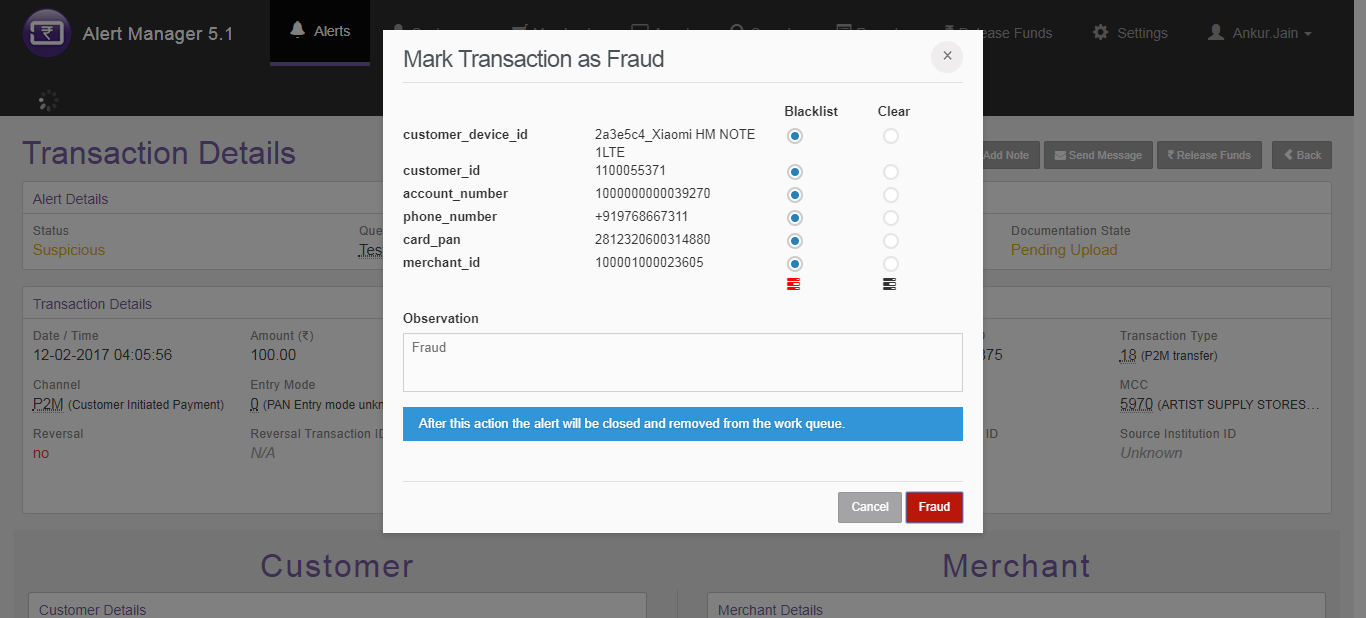 Alert Manager 5.1
Alerts
Release Funds
Settings
Ankur.Jain
Mark Transaction as Fraud
×
Blacklist Clear
customer_device_id 2a3e5c4_Xiaomi HM NOTE
1LTE
customer_id 1100055371
account_number 1000000000039270
phone_number +919768667311
card_pan 2812320600314880
merchant_id 100001000023605
Observation
Fraud
After this action the alert will be closed and removed from the work queue.
Cancel Fraud
Transaction Details
Add Note Send Message ₹ Release Funds Back
Alert Details
Status Que Documentation State
Suspicious Tes Pending Upload
Transaction Details
Date / Time Amount (₹) Transaction Type
12-02-2017 04:05:56 100.00 375 18 (P2M transfer)
Channel Entry Mode MCC
P2M (Customer Initiated Payment) 0 (PAN Entry mode unkn 5970 (ARTIST SUPPLY STORES…
Reversal Reversal Transaction ID ID Source Institution ID
no N/A Unknown
Customer Merchant
Customer Details Merchant Details